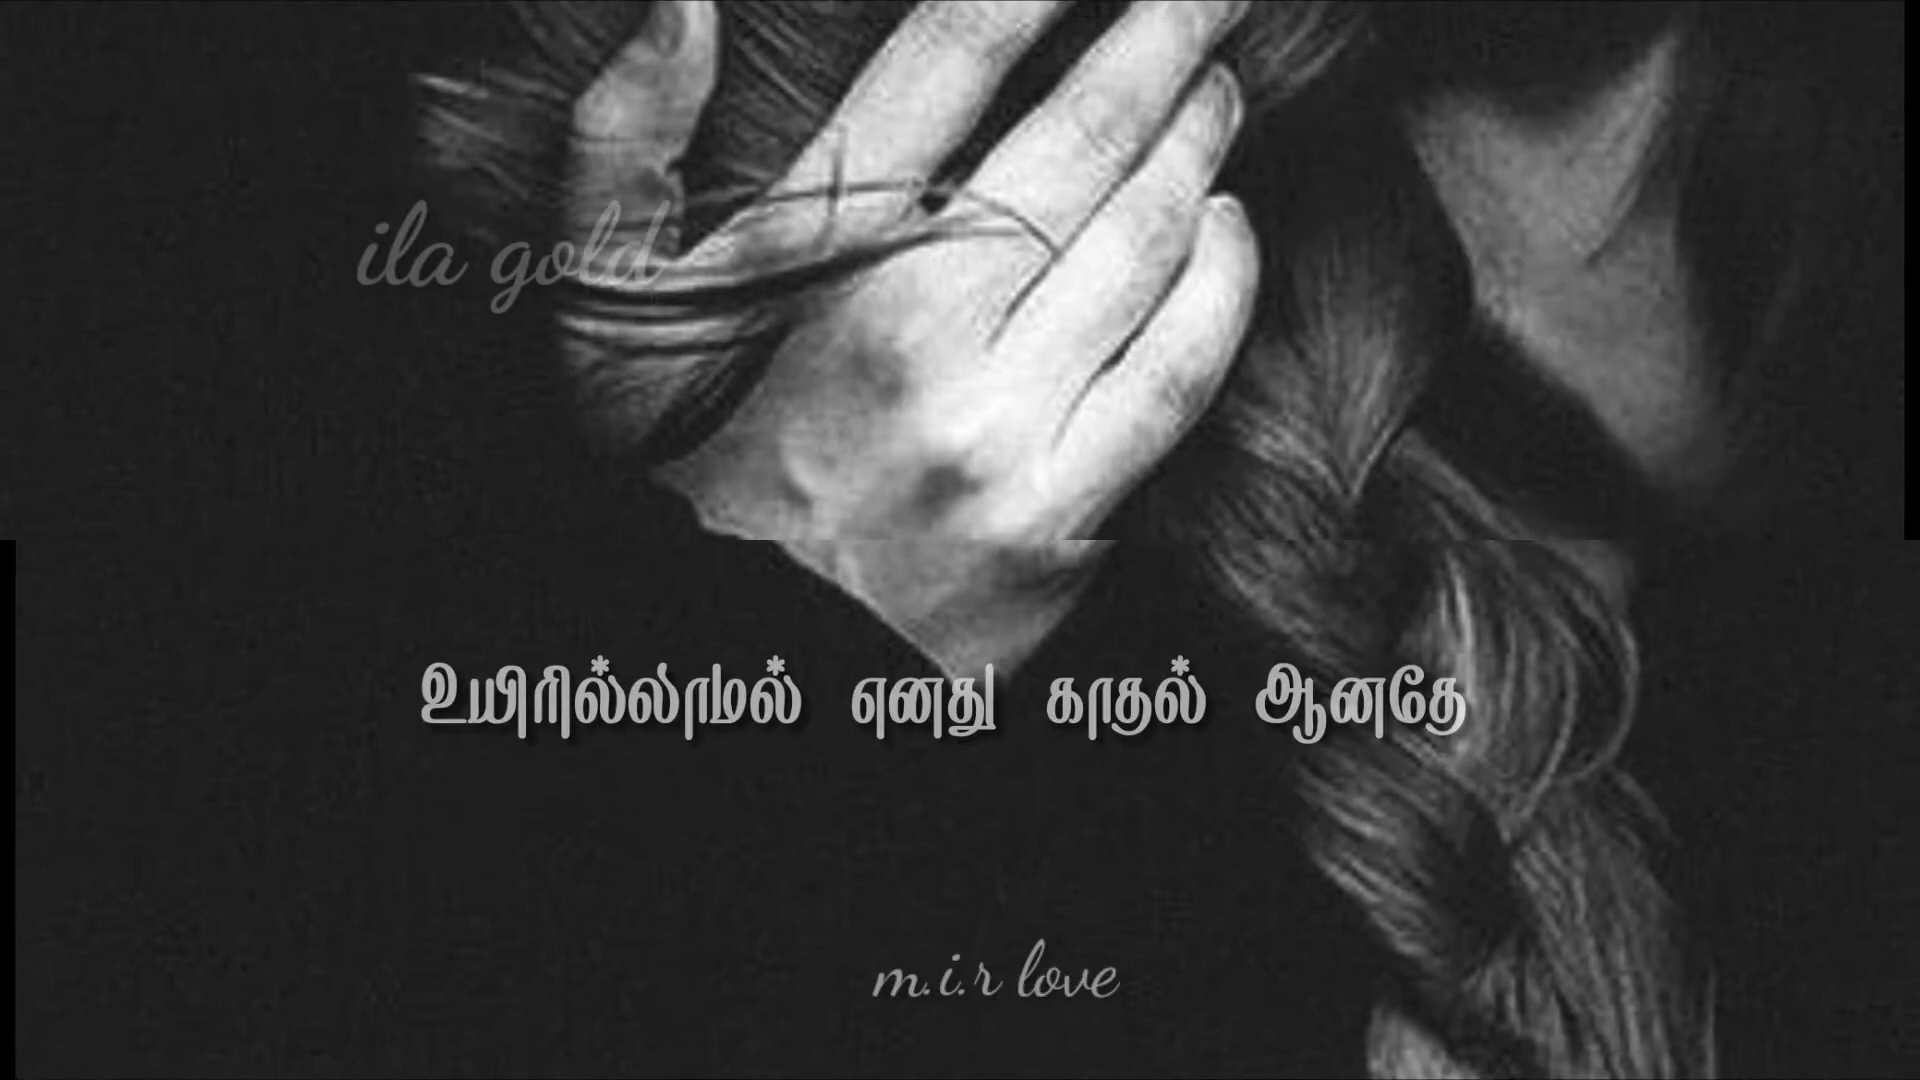 ila gold
உயிரில்லாமல் எனது காதல் ஆனதே
m.i.r love